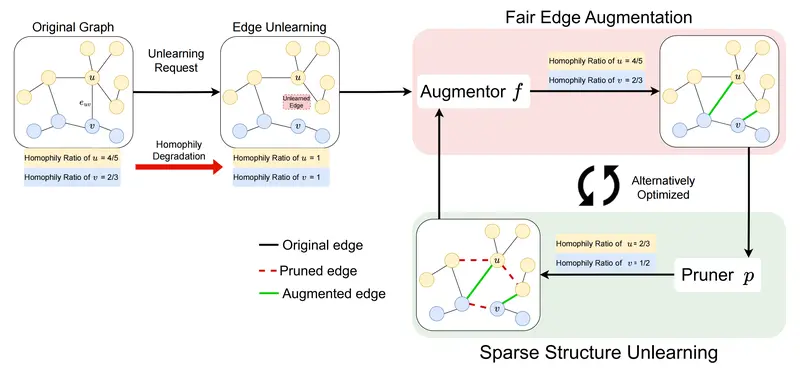 Original Graph
Edge Unlearning
Fair Edge Augmentation
Unlearning
Request
u
e_{uv}
v
u
Unlearned
Edge
v
Homophily
Degradation
Homophily Ratio of u = 4/5
Homophily Ratio of v = 2/3
Homophily Ratio of u = 1
Homophily Ratio of v = 1
Augmentor f
Homophily Ratio of u = 4/5
Homophily Ratio of v = 2/3
u
v
Alternatively
Optimized
Original edge
Pruned edge
Augmented edge
u
v
Homophily Ratio of u = 2/3
Homophily Ratio of v = 1/2
Pruner p
Sparse Structure Unlearning